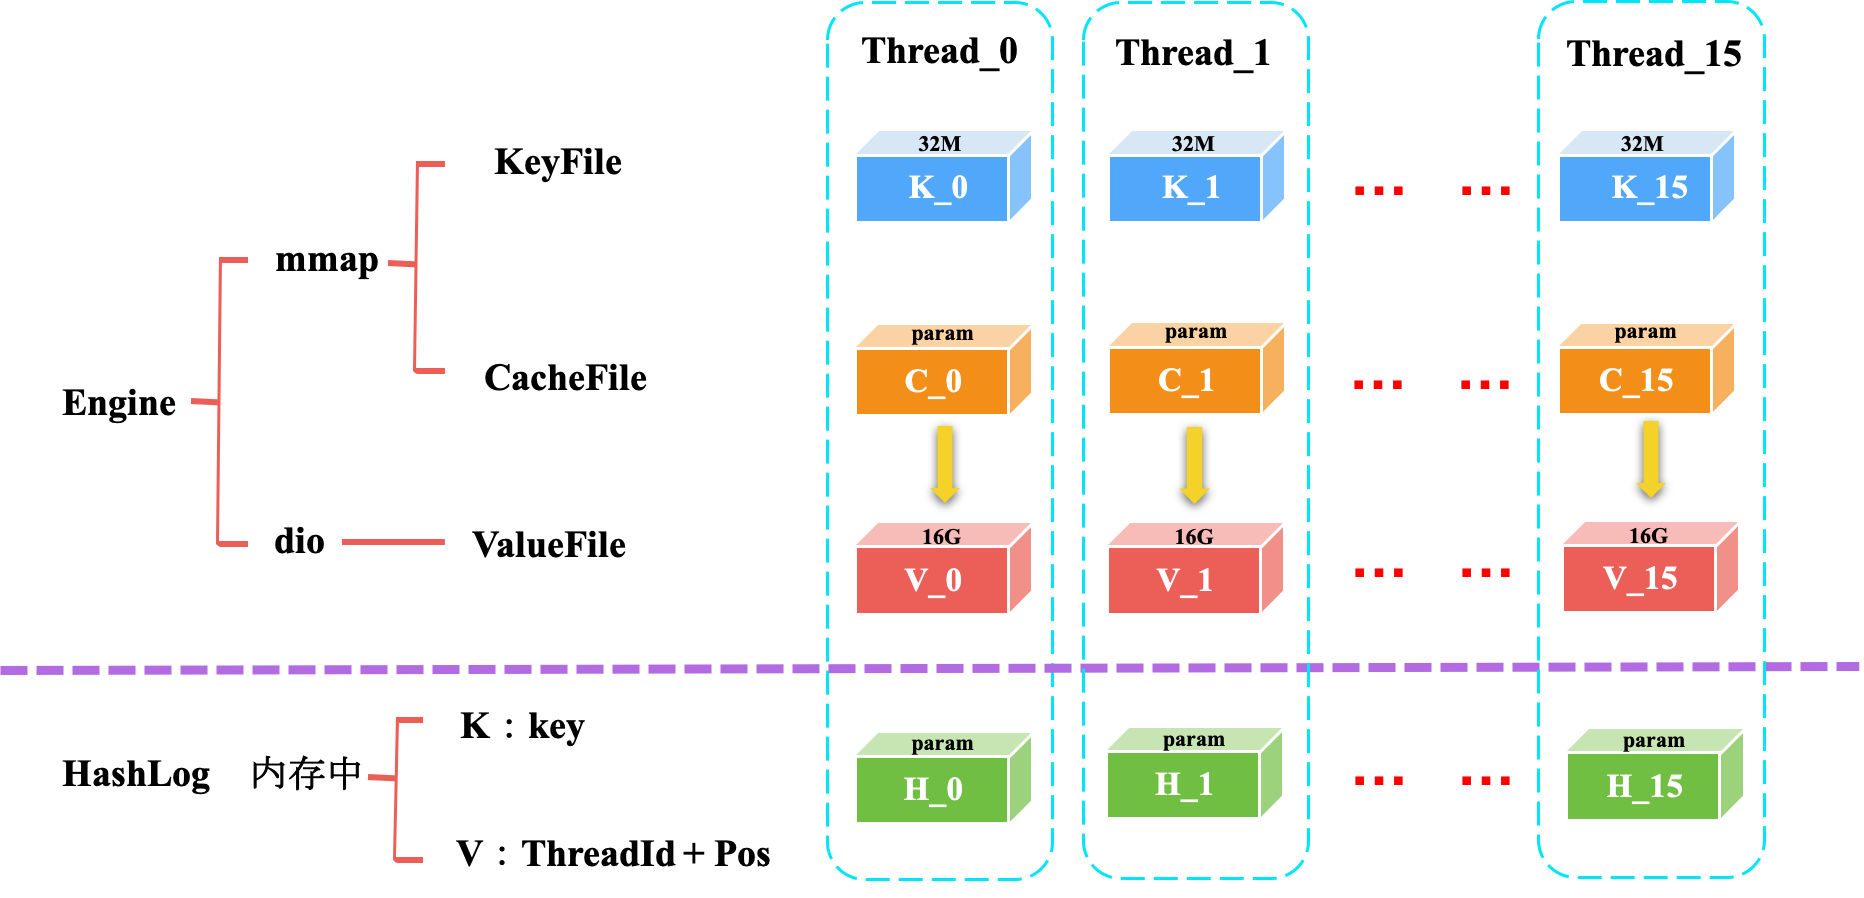 Thread_0 Thread_1 Thread_15
KeyFile 32M 32M 32M
K_0 K_1 ... ... K_15
mmap
CacheFile param param param
C_0 C_1 ... ... C_15
Engine
dio ValueFile 16G 16G 16G
V_0 V_1 ... ... V_15
K：key param param param
HashLog 内存中 H_0 H_1 ... ... H_15
V：ThreadId + Pos